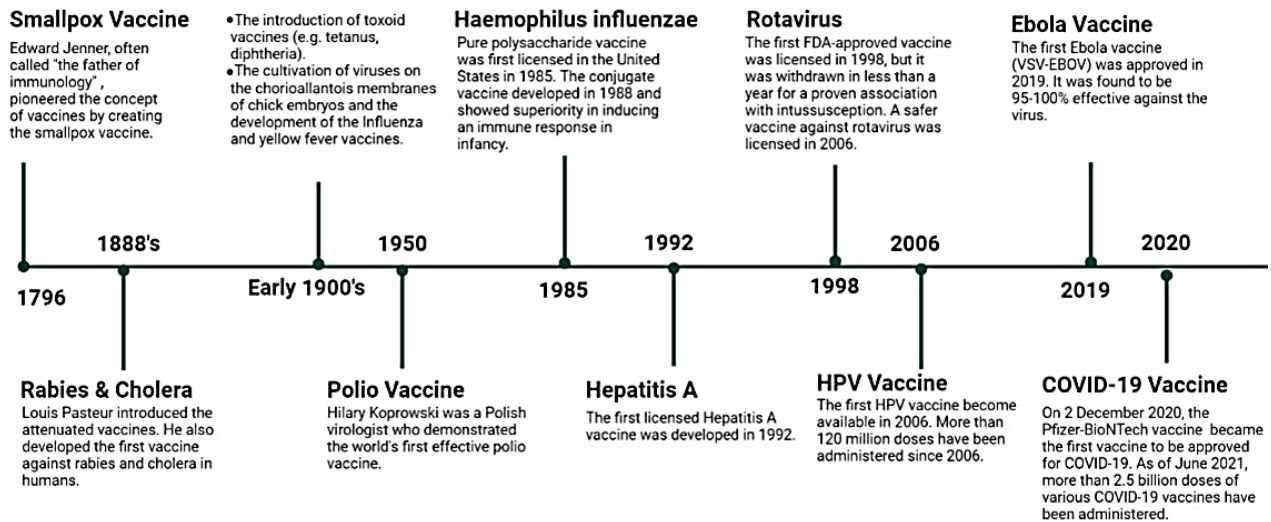 Smallpox Vaccine
Edward Jenner, often
called "the father of
immunology" ,
pioneered the concept
of vaccines by creating
the smallpox vaccine.
•The introduction of toxoid
vaccines (e.g. tetanus,
diphtheria).
•The cultivation of viruses on
the chorioallantois membranes
of chick embryos and the
development of the Influenza
and yellow fever vaccines.
Haemophilus influenzae
Pure polysaccharide vaccine
was first licensed in the United
States in 1985. The conjugate
vaccine developed in 1988 and
showed superiority in inducing
an immune response in
infancy.
Rotavirus
The first FDA-approved vaccine
was licensed in 1998, but it
was withdrawn in less than a
year for a proven association
with intussusception. A safer
vaccine against rotavirus was
licensed in 2006.
Ebola Vaccine
The first Ebola vaccine
(VSV-EBOV) was approved in
2019. It was found to be
95-100% effective against the
virus.
1888's
1950
1992
2006
2020
1796
Early 1900's
1985
1998
2019
Rabies & Cholera
Louis Pasteur introduced the
attenuated vaccines. He also
developed the first vaccine
against rabies and cholera in
humans.
Polio Vaccine
Hilary Koprowski was a Polish
virologist who demonstrated
the world's first effective polio
vaccine.
Hepatitis A
The first licensed Hepatitis A
vaccine was developed in 1992.
HPV Vaccine
The first HPV vaccine become
available in 2006. More than
120 million doses have been
administered since 2006.
COVID-19 Vaccine
On 2 December 2020, the
Pfizer-BioNTech vaccine became
the first vaccine to be approved
for COVID-19. As of June 2021,
more than 2.5 billion doses of
various COVID-19 vaccines have
been administered.